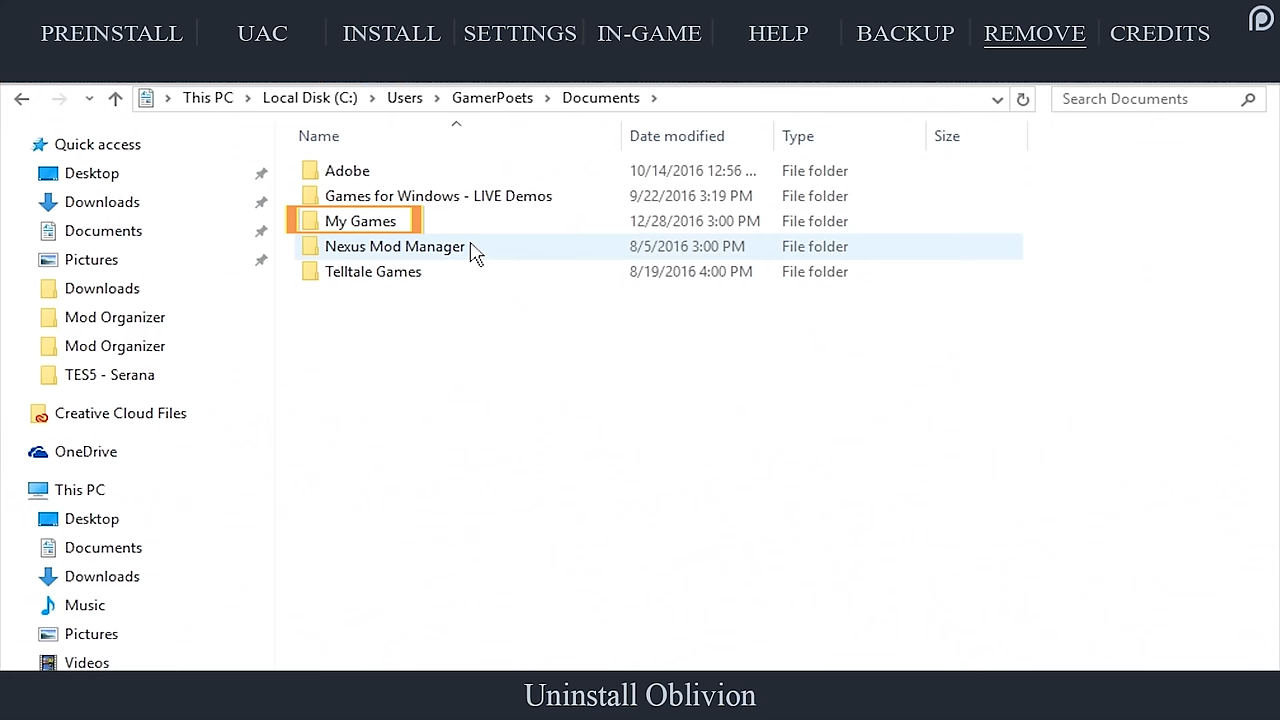 PREINSTALL UAC INSTALL SETTINGS IN-GAME HELP BACKUP REMOVE CREDITS
This PC Local Disk (C:) Users GamerPoets Documents
Search Documents
Name Date modified Type Size
Quick access
Desktop
Downloads
Documents
Pictures
Downloads
Mod Organizer
Mod Organizer
TES5 - Serana
Creative Cloud Files
OneDrive
This PC
Desktop
Documents
Downloads
Music
Pictures
Videos
Adobe 10/14/2016 12:56 ... File folder
Games for Windows - LIVE Demos 9/22/2016 3:19 PM File folder
My Games 12/28/2016 3:00 PM File folder
Nexus Mod Manager 8/5/2016 3:00 PM File folder
Telltale Games 8/19/2016 4:00 PM File folder
Uninstall Oblivion